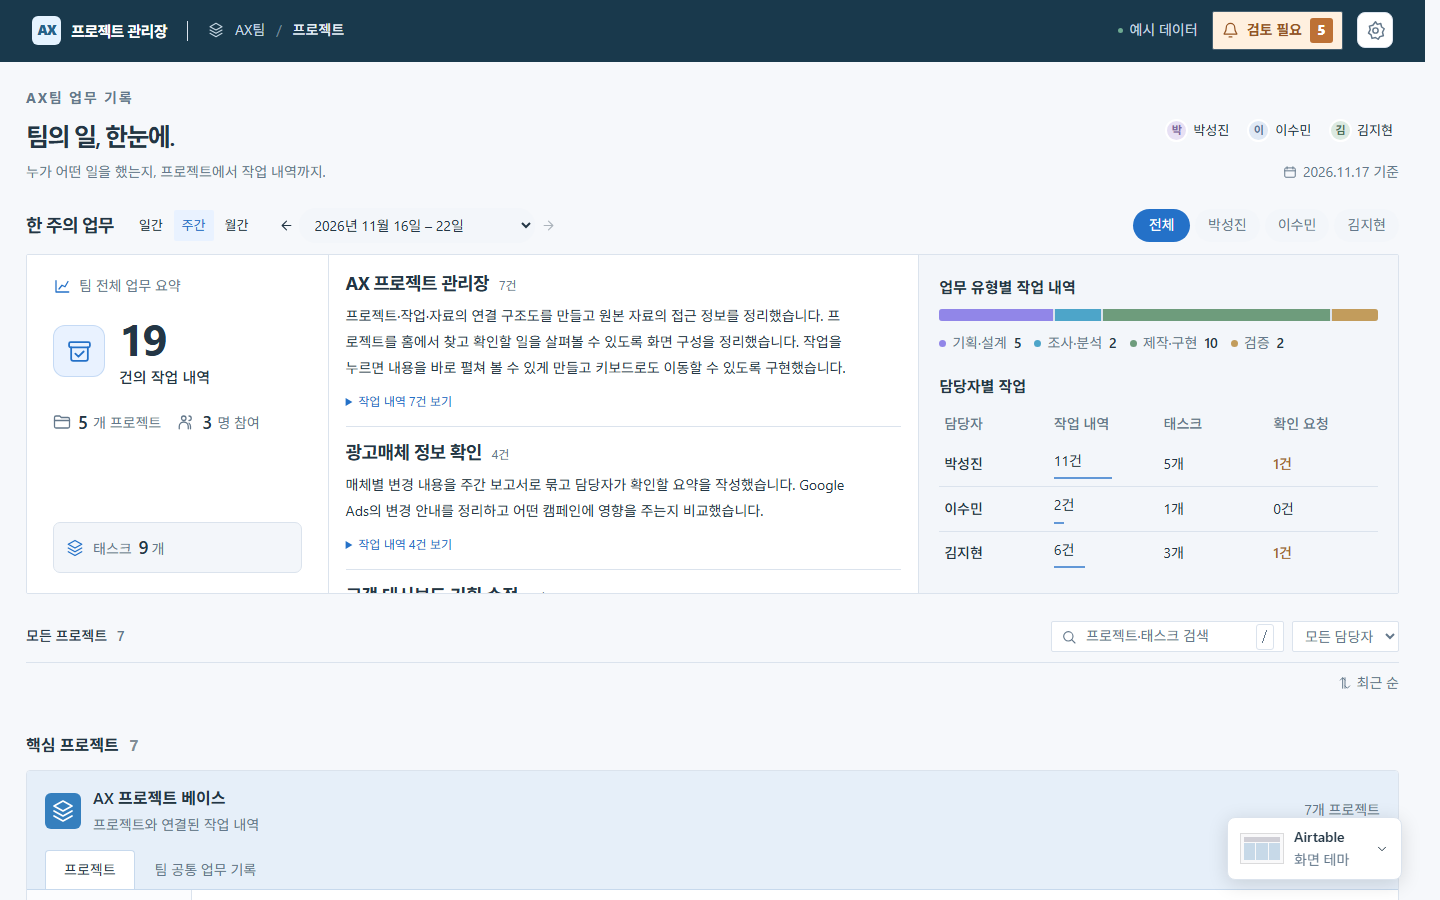 AX 프로젝트 관리장 AX팀 / 프로젝트 예시 데이터 검토 필요 5
AX팀 업무 기록
팀의 일, 한눈에.
박 박성진 이 이수민 김 김지현
누가 어떤 일을 했는지, 프로젝트에서 작업 내역까지.
2026.11.17 기준
한 주의 업무 일간 주간 월간 ← 2026년 11월 16일 – 22일 →
전체 박성진 이수민 김지현
팀 전체 업무 요약
19
건의 작업 내역
5 개 프로젝트 3 명 참여
태스크 9 개
AX 프로젝트 관리장 7건
프로젝트·작업·자료의 연결 구조도를 만들고 원본 자료의 접근 정보를 정리했습니다. 프
로젝트를 홈에서 찾고 확인할 일을 살펴볼 수 있도록 화면 구성을 정리했습니다. 작업을
누르면 내용을 바로 펼쳐 볼 수 있게 만들고 키보드로도 이동할 수 있도록 구현했습니다.
▶ 작업 내역 7건 보기
광고매체 정보 확인 4건
매체별 변경 내용을 주간 보고서로 묶고 담당자가 확인할 요약을 작성했습니다. Google
Ads의 변경 안내를 정리하고 어떤 캠페인에 영향을 주는지 비교했습니다.
▶ 작업 내역 4건 보기
업무 유형별 작업 내역
기획·설계 5 조사·분석 2 제작·구현 10 검증 2
담당자별 작업
담당자 작업 내역 태스크 확인 요청
박성진 11건 5개 1건
이수민 2건 1개 0건
김지현 6건 3개 1건
모든 프로젝트 7
프로젝트·태스크 검색 /
모든 담당자
최근 순
핵심 프로젝트 7
AX 프로젝트 베이스
프로젝트와 연결된 작업 내역
7개 프로젝트
프로젝트 팀 공통 업무 기록
Airtable
화면 테마